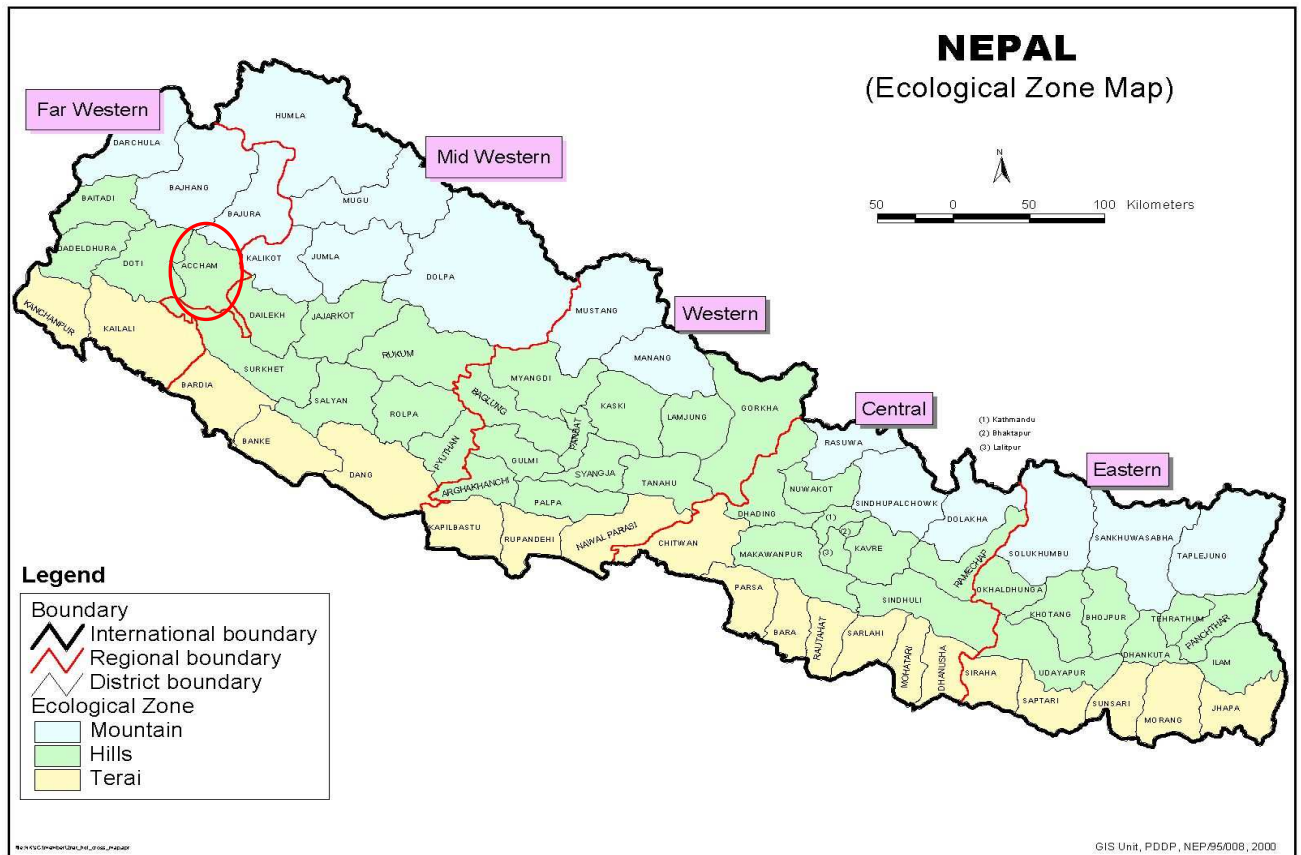 NEPAL
(Ecological Zone Map)
N
50 0 50 100 Kilometers
Far Western
Mid Western
Western
Central
Eastern
(1) Kathmandu
(2) Bhaktapur
(3) Lalitpur
HUMLA
DARCHULA
BAJHANG
BAITADI
BAJURA
MUGU
DADELDHURA
DOTI
ACCHAM
KALIKOT
JUMLA
DOLPA
KANCHANPUR
KAILALI
DAILEKH
JAJARKOT
MUSTANG
RUKUM
MANANG
SURKHET
BARDIA
SALYAN
ROLPA
MYANGDI
BAGLUNG
KASKI
LAMJUNG
GORKHA
PARBAT
BANKE
DANG
PYUTHAN
GULMI
SYANGJA
ARGHAKHANCHI
PALPA
TANAHU
RASUWA
NUWAKOT
SINDHUPALCHOWK
DOLAKHA
DHADING
(1)
(2)
(3)
KAPILBASTU
RUPANDEHI
NAWAL PARASI
CHITWAN
MAKAWANPUR
KAVRE
RAMECHAP
SOLUKHUMBU
SANKHUWASABHA
TAPLEJUNG
PARSA
BARA
RAUTAHAT
SARLAHI
SINDHULI
OKHALDHUNGA
KHOTANG
BHOJPUR
TEHRATHUM
PANCHTHAR
MOHATARI
DHANUSHA
SIRAHA
UDAYAPUR
DHANKUTA
ILAM
SAPTARI
SUNSARI
MORANG
JHAPA
Legend
Boundary
International boundary
Regional boundary
District boundary
Ecological Zone
Mountain
Hills
Terai
GIS Unit, PDDP, NEP/95/008, 2000